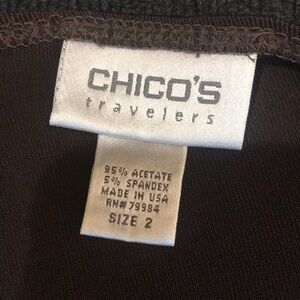 CHICO'S
travelers
95% ACETATE
5% SPANDEX
MADE IN USA
RN# 79984
SIZE 2